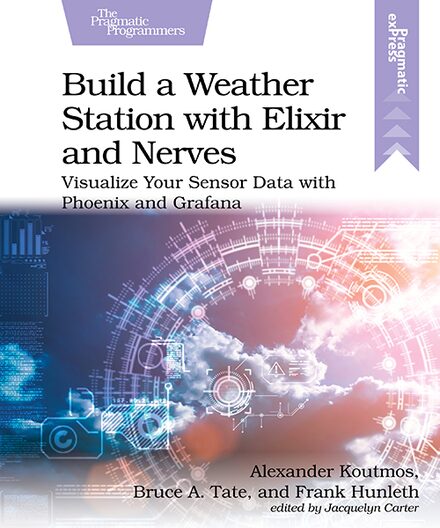 The
Pragmatic
Programmers
Pragmatic
exPress
Build a Weather
Station with Elixir
and Nerves
Visualize Your Sensor Data with
Phoenix and Grafana
Alexander Koutmos,
Bruce A. Tate, and Frank Hunleth
edited by Jacquelyn Carter